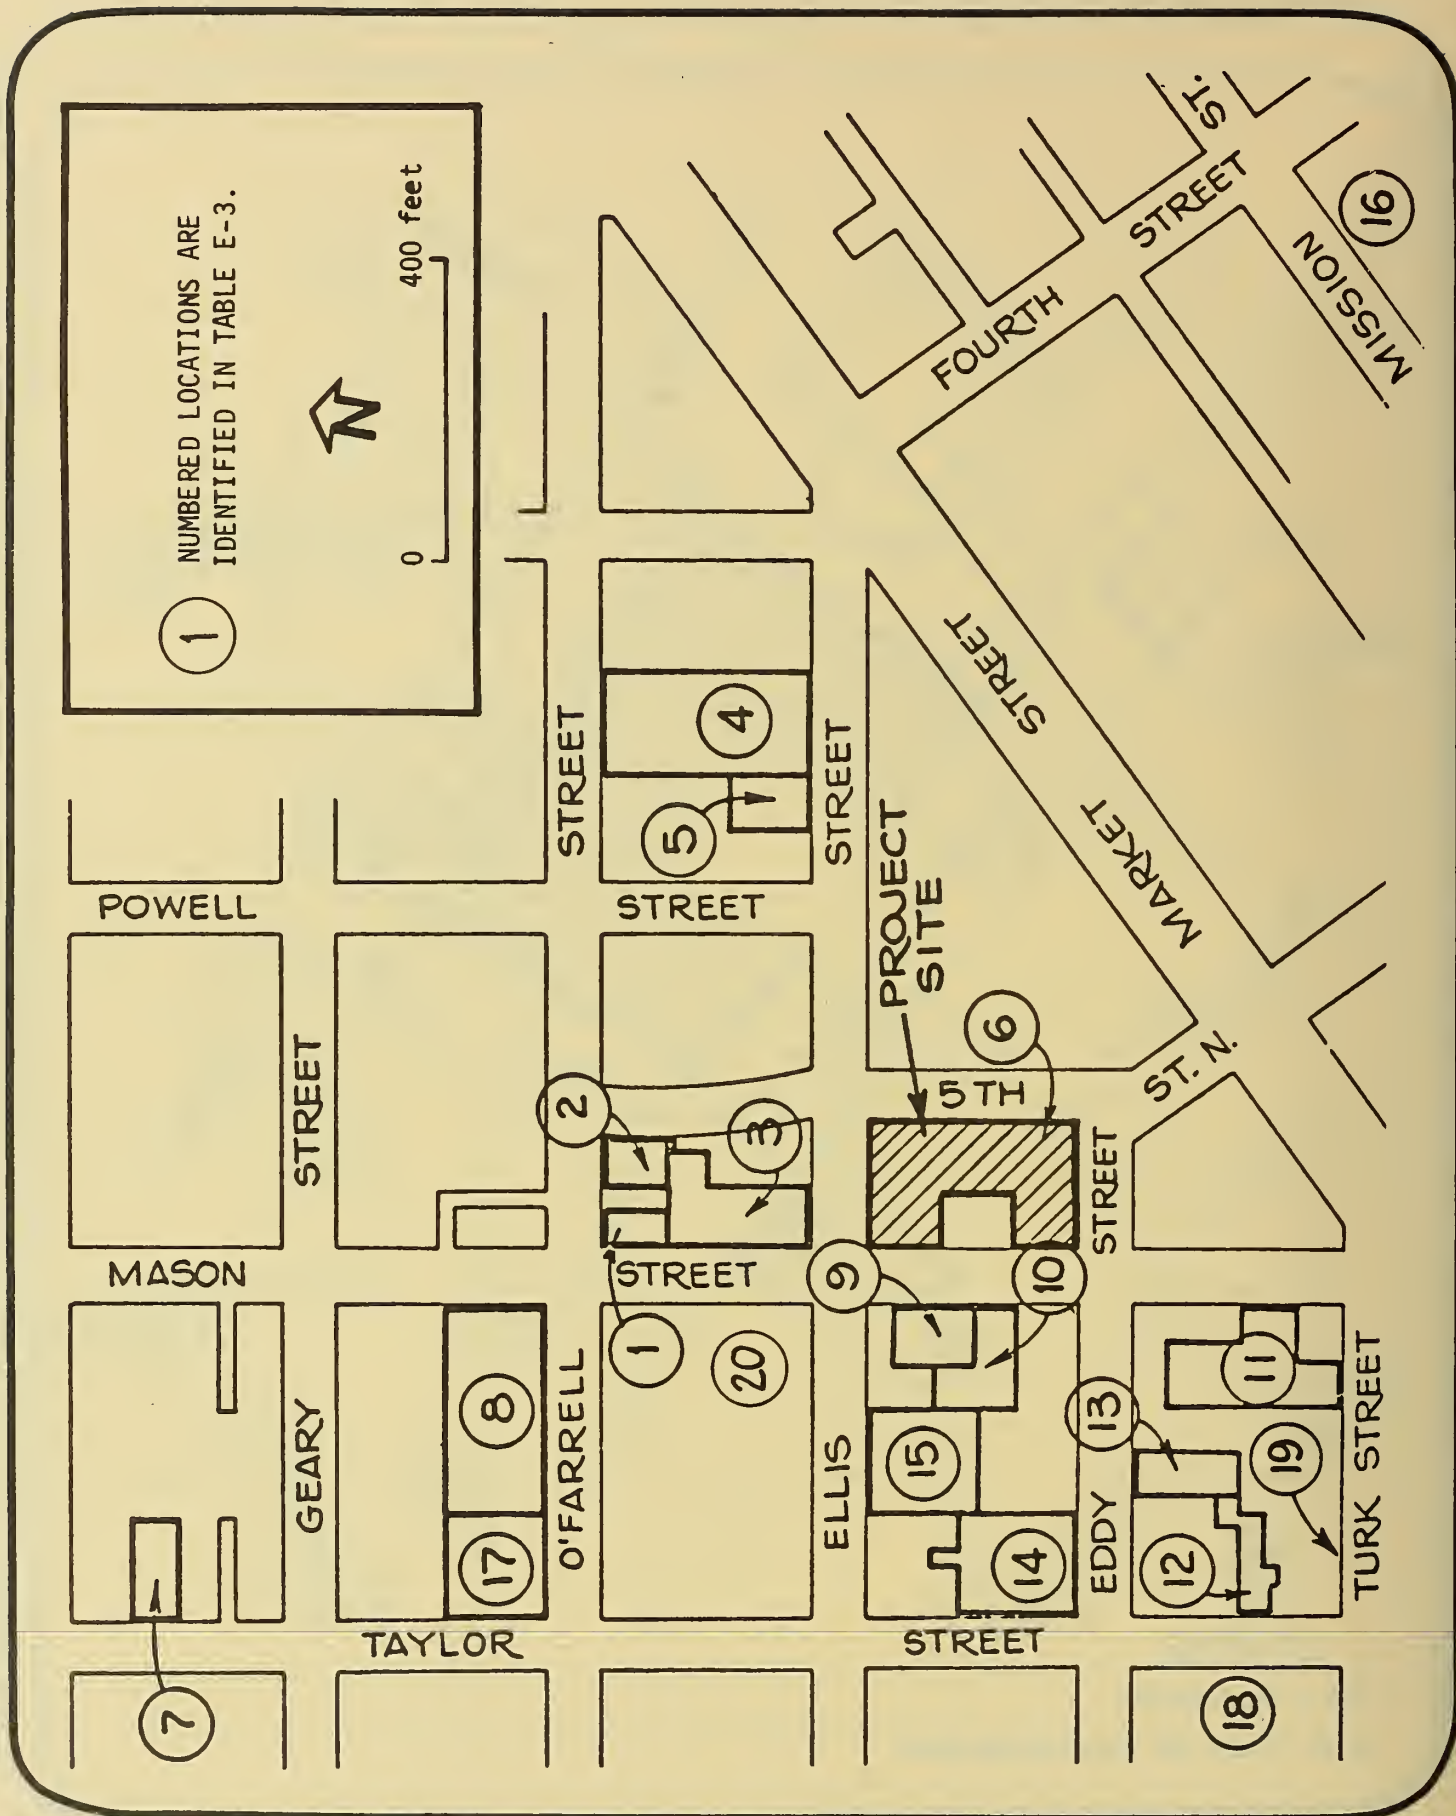 1
NUMBERED LOCATIONS ARE
IDENTIFIED IN TABLE E-3.
N
0 400 feet
7
POWELL
MASON
TAYLOR
GEARY STREET
17
8
O'FARRELL STREET
1
2
3
20
5
4
STREET
STREET
STREET
ELLIS STREET
9
10
15
14
PROJECT
SITE
6
5TH
ST. N.
EDDY STREET
13
12
11
19
18
TURK STREET
MARKET STREET
FOURTH STREET
MISSION ST.
16